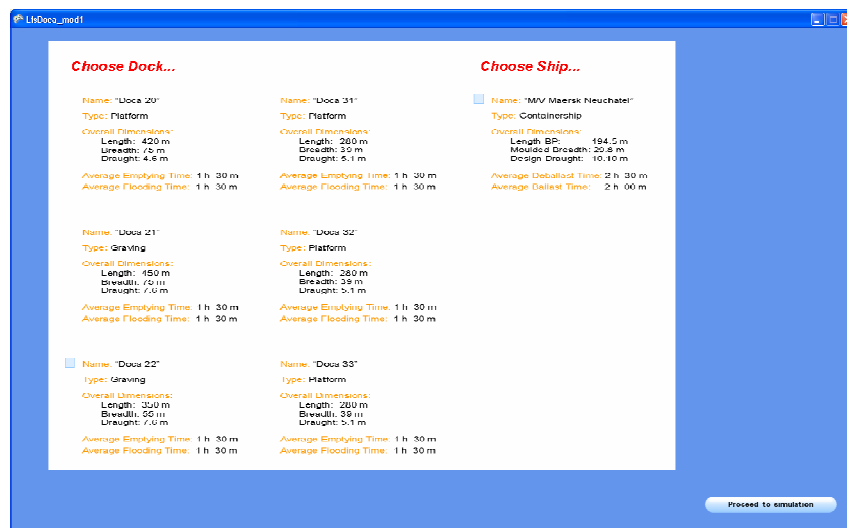 LfsDoca_mod1
Choose Dock...
Name: "Doca 20"
Type: Platform
Overall Dimensions:
Length: 420 m
Breadth: 75 m
Draught: 4.6 m
Average Emptying Time: 1 h 30 m
Average Flooding Time: 1 h 30 m
Name: "Doca 21"
Type: Graving
Overall Dimensions:
Length: 450 m
Breadth: 75 m
Draught: 7.6 m
Average Emptying Time: 1 h 30 m
Average Flooding Time: 1 h 30 m
Name: "Doca 22"
Type: Graving
Overall Dimensions:
Length: 350 m
Breadth: 55 m
Draught: 7.6 m
Average Emptying Time: 1 h 30 m
Average Flooding Time: 1 h 30 m
Name: "Doca 31"
Type: Platform
Overall Dimensions:
Length: 280 m
Breadth: 39 m
Draught: 5.1 m
Average Emptying Time: 1 h 30 m
Average Flooding Time: 1 h 30 m
Name: "Doca 32"
Type: Platform
Overall Dimensions:
Length: 280 m
Breadth: 39 m
Draught: 5.1 m
Average Emptying Time: 1 h 30 m
Average Flooding Time: 1 h 30 m
Name: "Doca 33"
Type: Platform
Overall Dimensions:
Length: 280 m
Breadth: 39 m
Draught: 5.1 m
Average Emptying Time: 1 h 30 m
Average Flooding Time: 1 h 30 m
Choose Ship...
Name: "M/V Maersk Neuchatel"
Type: Containership
Overall Dimensions:
Length BP: 194.5 m
Moulded Breadth: 29.8 m
Design Draught: 10.10 m
Average Deballast Time: 2 h 30 m
Average Ballast Time: 2 h 00 m
Proceed to simulation